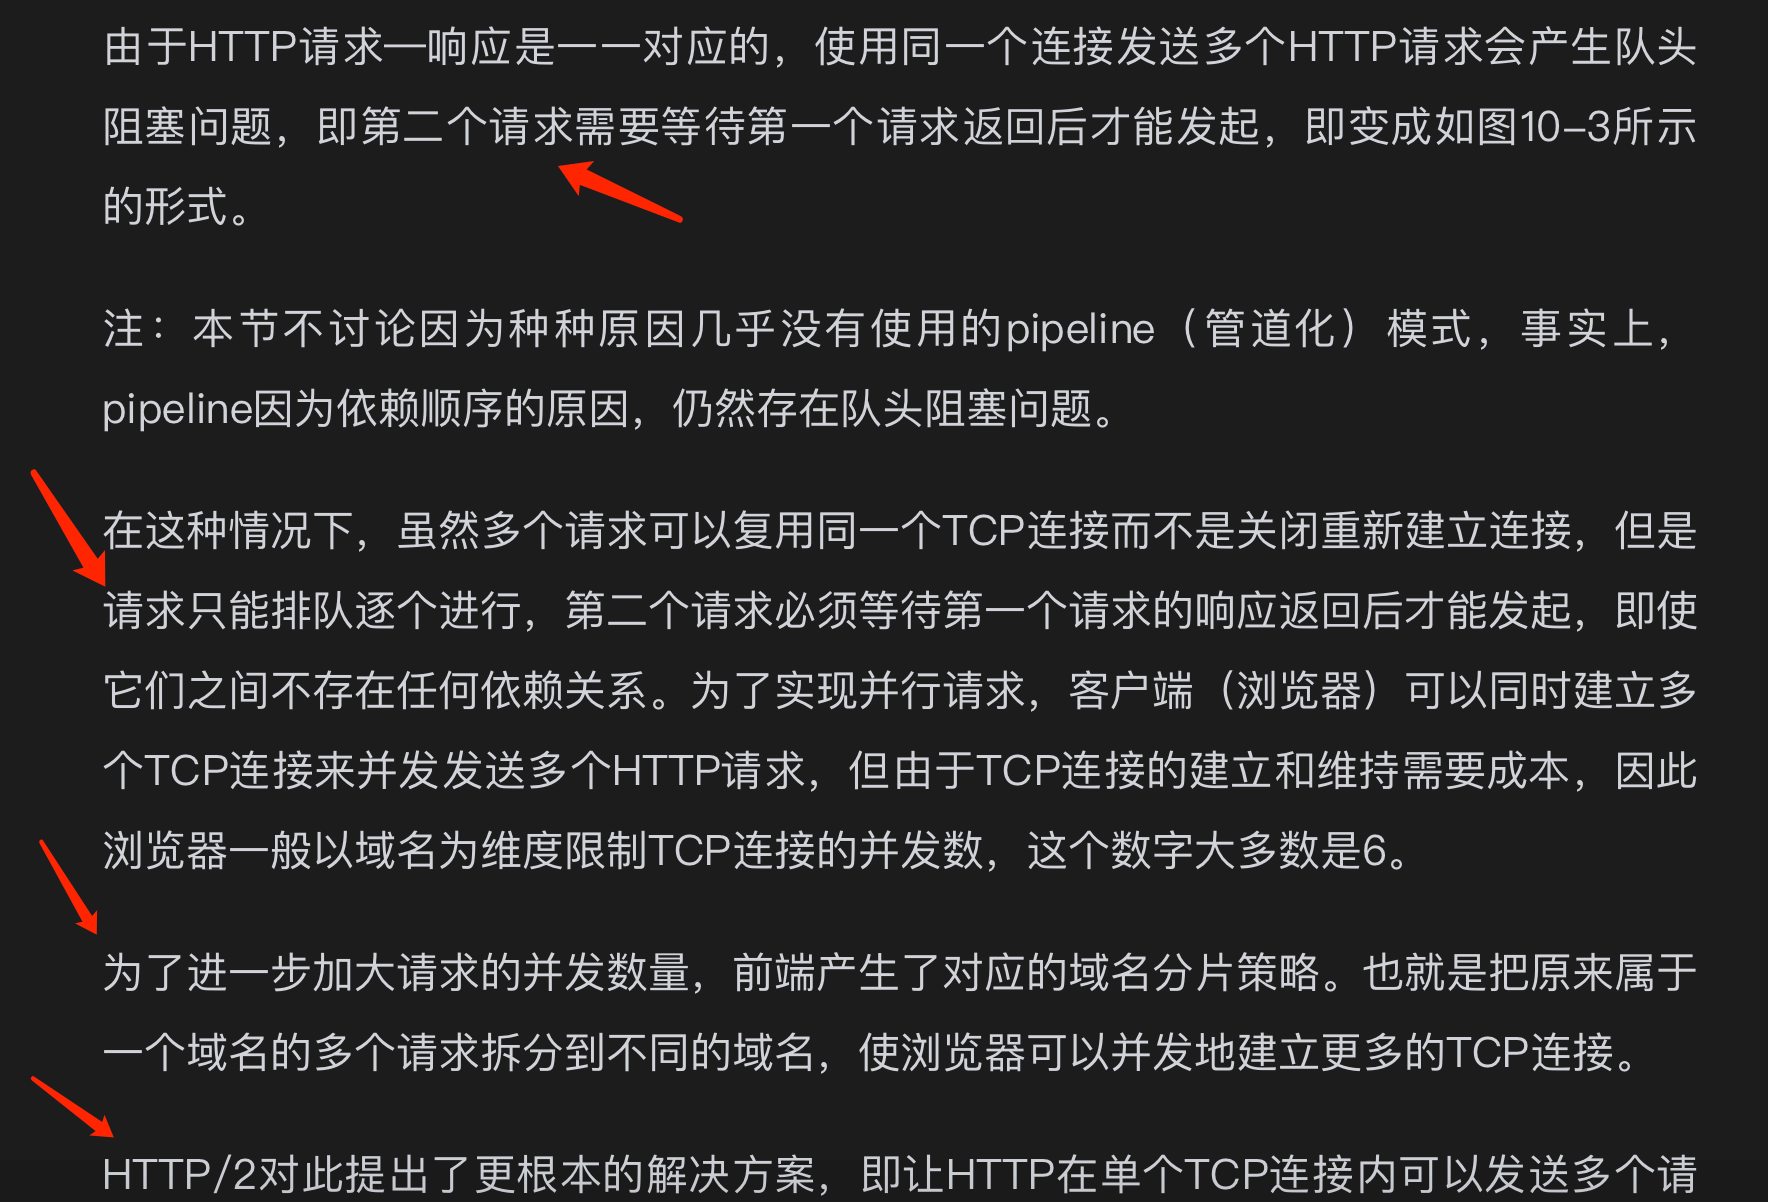 由于HTTP请求—响应是一一对应的，使用同一个连接发送多个HTTP请求会产生队头
阻塞问题，即第二个请求需要等待第一个请求返回后才能发起，即变成如图10-3所示
的形式。
注：本节不讨论因为种种原因几乎没有使用的pipeline（管道化）模式，事实上，
pipeline因为依赖顺序的原因，仍然存在队头阻塞问题。
在这种情况下，虽然多个请求可以复用同一个TCP连接而不是关闭重新建立连接，但是
请求只能排队逐个进行，第二个请求必须等待第一个请求的响应返回后才能发起，即使
它们之间不存在任何依赖关系。为了实现并行请求，客户端（浏览器）可以同时建立多
个TCP连接来并发发送多个HTTP请求，但由于TCP连接的建立和维持需要成本，因此
浏览器一般以域名为维度限制TCP连接的并发数，这个数字大多数是6。
为了进一步加大请求的并发数量，前端产生了对应的域名分片策略。也就是把原来属于
一个域名的多个请求拆分到不同的域名，使浏览器可以并发地建立更多的TCP连接。
HTTP/2对此提出了更根本的解决方案，即让HTTP在单个TCP连接内可以发送多个请